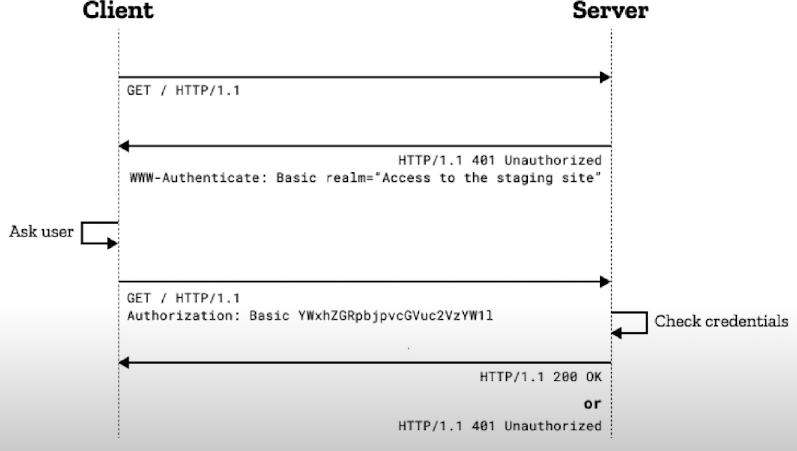 Client
Server
GET / HTTP/1.1
HTTP/1.1 401 Unauthorized
WWW-Authenticate: Basic realm="Access to the staging site"
Ask user
GET / HTTP/1.1
Authorization: Basic YWxhZGRpbjpvcGVuc2VzYW1l
Check credentials
HTTP/1.1 200 OK
or
HTTP/1.1 401 Unauthorized